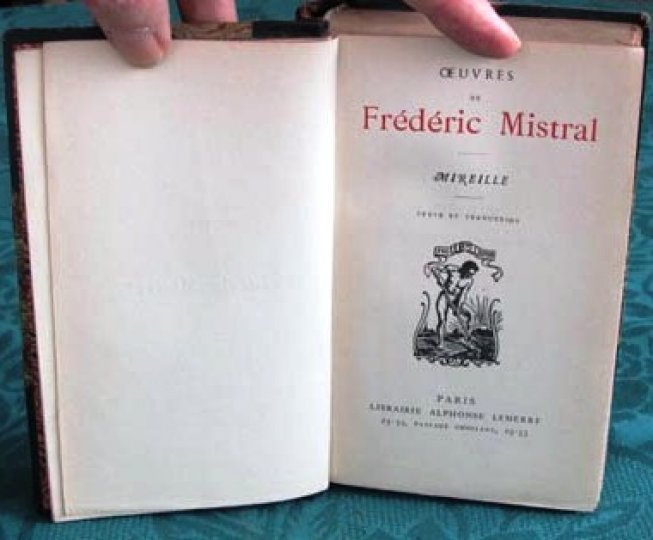 ŒUVRES
DE
Frédéric Mistral
MIREILLE
TEXTE ET TRADUCTION
PARIS
LIBRAIRIE ALPHONSE LEMERRE
23-33, PASSAGE CHOISEUL, 23-33